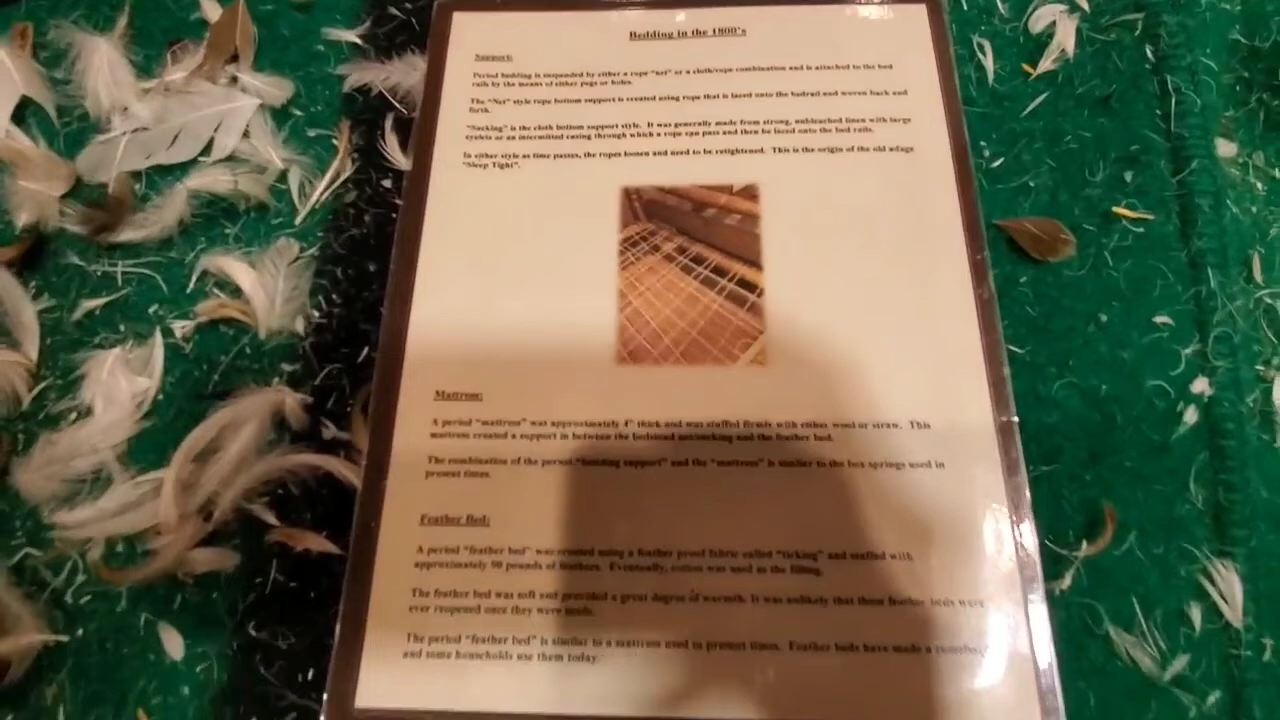 Bedding in the 1800's
Support:
Period bedding is suspended by either a rope "net" or a cloth/rope combination and is attached to the bed
rails by the means of either pegs or holes.
The "Net" style rope bottom support is created using rope that is laced onto the bedrail and woven back and
forth.
"Sacking" is the cloth bottom support style. It was generally made from strong, unbleached linen with large
eyelets or an intermitted casing through which a rope can pass and then be laced onto the bed rails.
In either style as time passes, the ropes loosen and need to be retightened. This is the origin of the old adage
"Sleep Tight".
Mattress:
A period "mattress" was approximately 4" thick and was stuffed firmly with either wool or straw. This
mattress created a support in between the bedstead and the feather bed.
The combination of the period "bedding support" and the "mattress" is similar to the box springs used in
present times.
Feather Bed:
A period "feather bed" was created using a feather proof fabric called "ticking" and stuffed with
approximately 90 pounds of feathers. Eventually, cotton was used as the filling.
The feather bed was soft and provided a great degree of warmth. It was unlikely that these feather beds were
ever reopened once they were made.
The period "feather bed" is similar to a mattress used in present times. Feather beds have made a
and some households use them today.